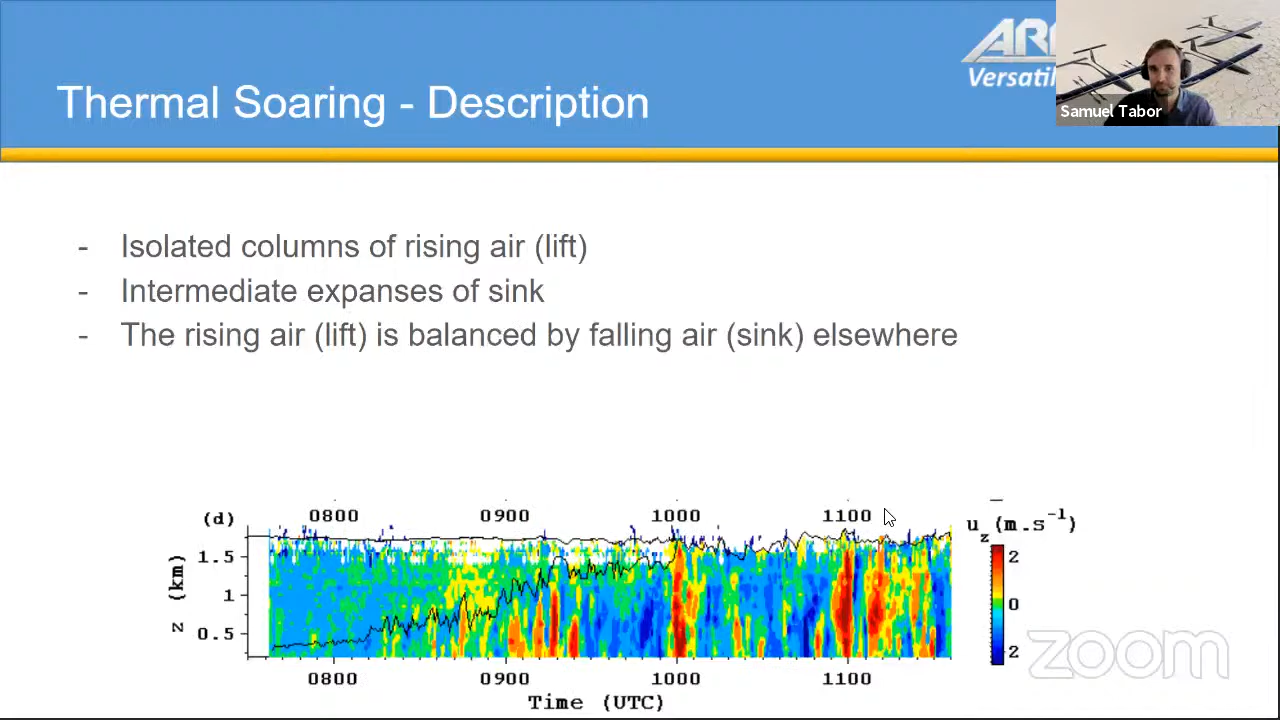 Thermal Soaring - Description
Versatil
Samuel Tabor
- Isolated columns of rising air (lift)
- Intermediate expanses of sink
- The rising air (lift) is balanced by falling air (sink) elsewhere
(d)
0800 0900 1000 1100
u_z(m.s⁻¹)
1.5
1
0.5
z (km)
2
0
2
0800 0900 1000 1100
Time (UTC)
zoom